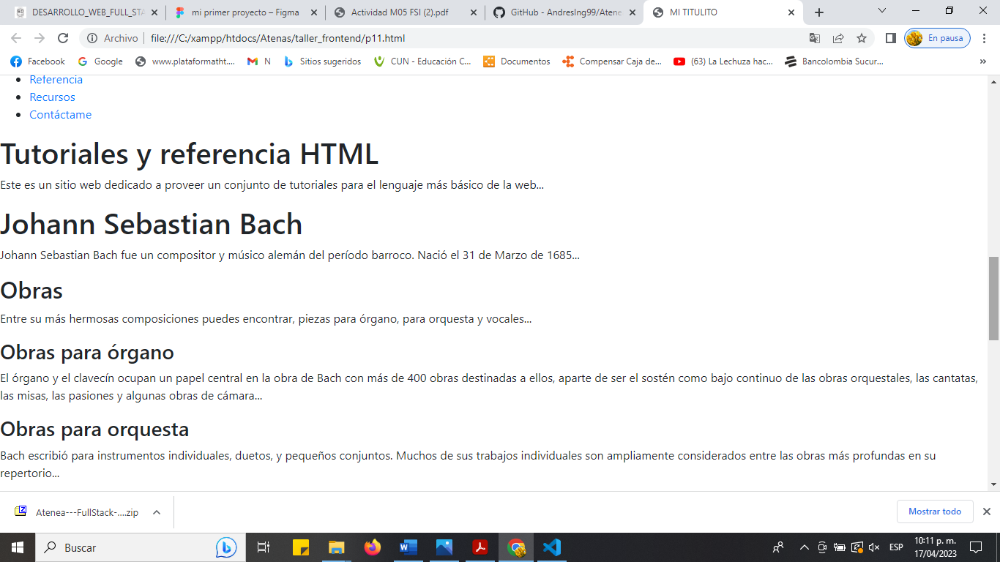 DESARROLLO_WEB_FULL_STA
mi primer proyecto – Figma
Actividad M05 FSI (2).pdf
GitHub - AndresIng99/Atene
MI TITULITO
Archivo
file:///C:/xampp/htdocs/Atenas/taller_frontend/p11.html
En pausa
Facebook
Google
www.plataformatht....
N
Sitios sugeridos
CUN - Educación C...
Documentos
Compensar Caja de...
(63) La Lechuza hac...
Bancolombia Sucur...
»
Referencia
Recursos
Contáctame
Tutoriales y referencia HTML
Este es un sitio web dedicado a proveer un conjunto de tutoriales para el lenguaje más básico de la web...
Johann Sebastian Bach
Johann Sebastian Bach fue un compositor y músico alemán del período barroco. Nació el 31 de Marzo de 1685...
Obras
Entre su más hermosas composiciones puedes encontrar, piezas para órgano, para orquesta y vocales...
Obras para órgano
El órgano y el clavecín ocupan un papel central en la obra de Bach con más de 400 obras destinadas a ellos, aparte de ser el sostén como bajo continuo de las obras orquestales, las cantatas,
las misas, las pasiones y algunas obras de cámara...
Obras para orquesta
Bach escribió para instrumentos individuales, duetos, y pequeños conjuntos. Muchos de sus trabajos individuales son ampliamente considerados entre las obras más profundas en su
repertorio...
Atenea---FullStack-....zip
Mostrar todo
Buscar
ESP
10:11 p. m.
17/04/2023